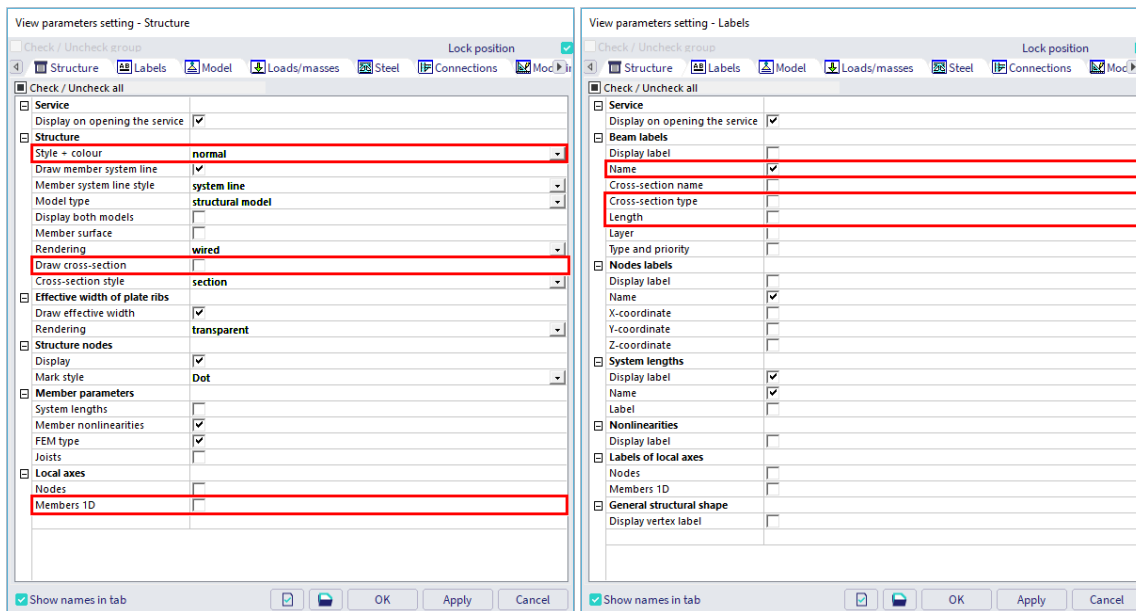 View parameters setting - Structure
Check / Uncheck group
Lock position
Structure Labels Model Loads/masses Steel Connections
Check / Uncheck all
Service
Display on opening the service
Structure
Style + colour normal
Draw member system line
Member system line style system line
Model type structural model
Display both models
Member surface
Rendering wired
Draw cross-section
Cross-section style section
Effective width of plate ribs
Draw effective width
Rendering transparent
Structure nodes
Display
Mark style Dot
Member parameters
System lengths
Member nonlinearities
FEM type
Joists
Local axes
Nodes
Members 1D
Show names in tab
OK Apply Cancel
View parameters setting - Labels
Check / Uncheck group
Lock position
Structure Labels Model Loads/masses Steel Connections
Check / Uncheck all
Service
Display on opening the service
Beam labels
Display label
Name
Cross-section name
Cross-section type
Length
Layer
Type and priority
Nodes labels
Display label
Name
X-coordinate
Y-coordinate
Z-coordinate
System lengths
Display label
Name
Label
Nonlinearities
Display label
Labels of local axes
Nodes
Members 1D
General structural shape
Display vertex label
Show names in tab
OK Apply Cancel